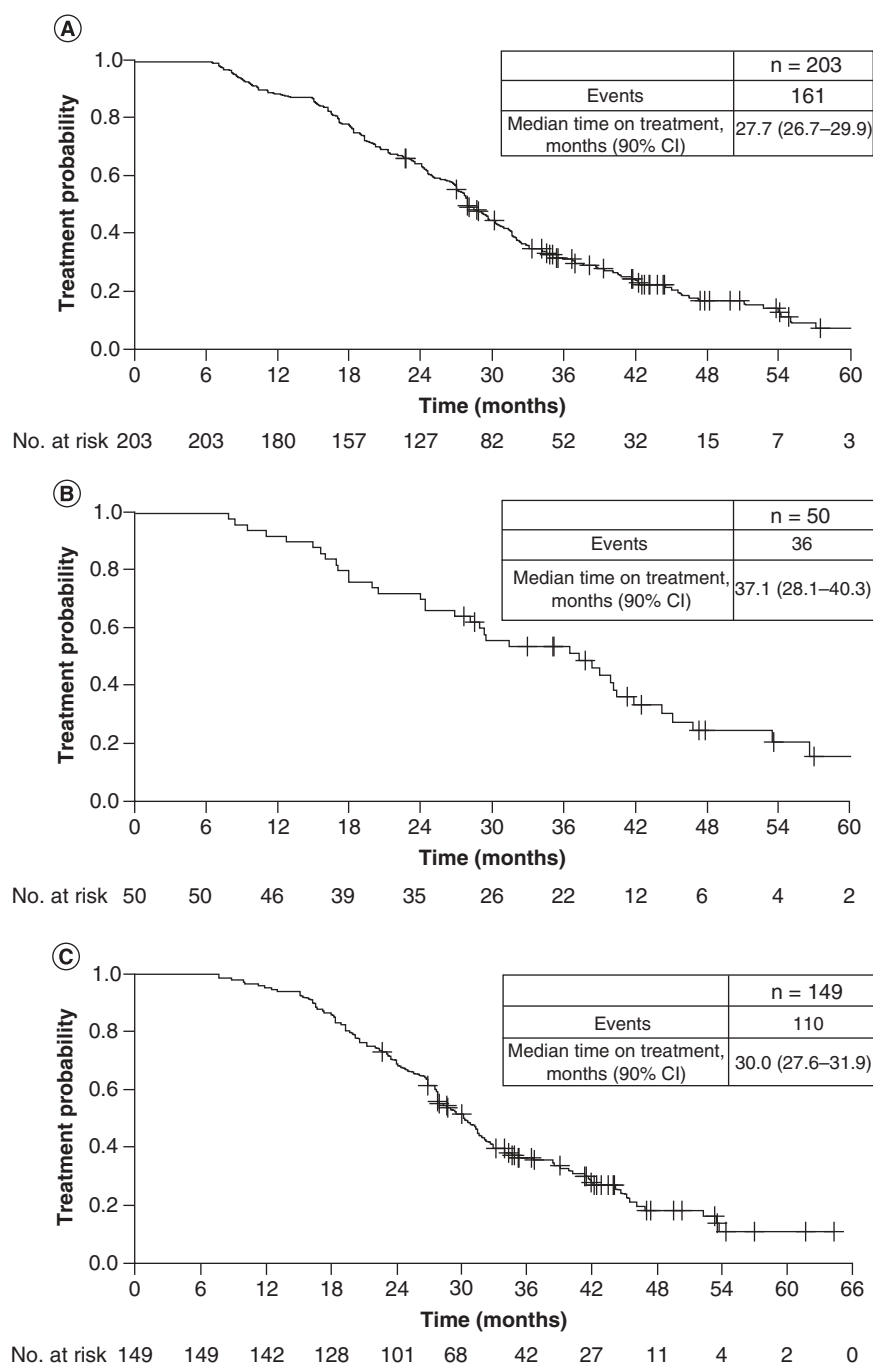 A
Treatment probability
1.0
0.8
0.6
0.4
0.2
0.0
n = 203
Events 161
Median time on treatment, months (90% CI) 27.7 (26.7–29.9)
0 6 12 18 24 30 36 42 48 54 60
Time (months)
No. at risk 203 203 180 157 127 82 52 32 15 7 3
B
Treatment probability
1.0
0.8
0.6
0.4
0.2
0.0
n = 50
Events 36
Median time on treatment, months (90% CI) 37.1 (28.1–40.3)
0 6 12 18 24 30 36 42 48 54 60
Time (months)
No. at risk 50 50 46 39 35 26 22 12 6 4 2
C
Treatment probability
1.0
0.8
0.6
0.4
0.2
0.0
n = 149
Events 110
Median time on treatment, months (90% CI) 30.0 (27.6–31.9)
0 6 12 18 24 30 36 42 48 54 60 66
Time (months)
No. at risk 149 149 142 128 101 68 42 27 11 4 2 0